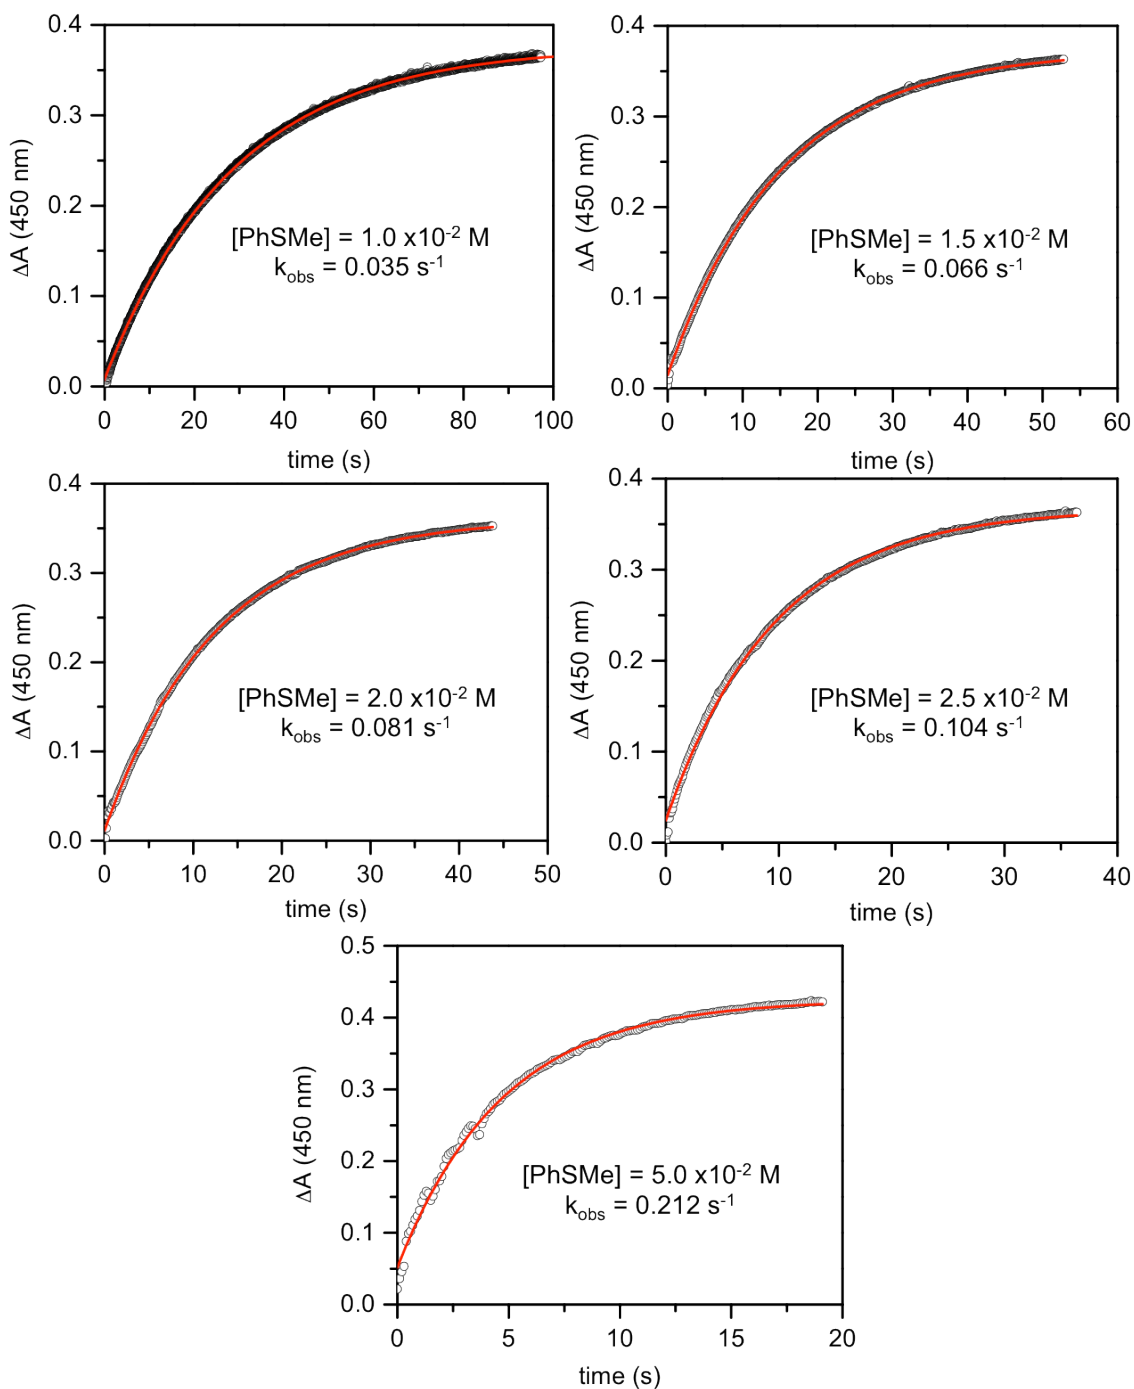 0.4
0.3
0.2
0.1
0.0
ΔA (450 nm)
[PhSMe] = 1.0 x10-2 M
kobs = 0.035 s-1
0 20 40 60 80 100
time (s)
0.4
0.3
0.2
0.1
0.0
ΔA (450 nm)
[PhSMe] = 1.5 x10-2 M
kobs = 0.066 s-1
0 10 20 30 40 50 60
time (s)
0.4
0.3
0.2
0.1
0.0
ΔA (450 nm)
[PhSMe] = 2.0 x10-2 M
kobs = 0.081 s-1
0 10 20 30 40 50
time (s)
0.4
0.3
0.2
0.1
0.0
ΔA (450 nm)
[PhSMe] = 2.5 x10-2 M
kobs = 0.104 s-1
0 10 20 30 40
time (s)
0.5
0.4
0.3
0.2
0.1
0.0
ΔA (450 nm)
[PhSMe] = 5.0 x10-2 M
kobs = 0.212 s-1
0 5 10 15 20
time (s)